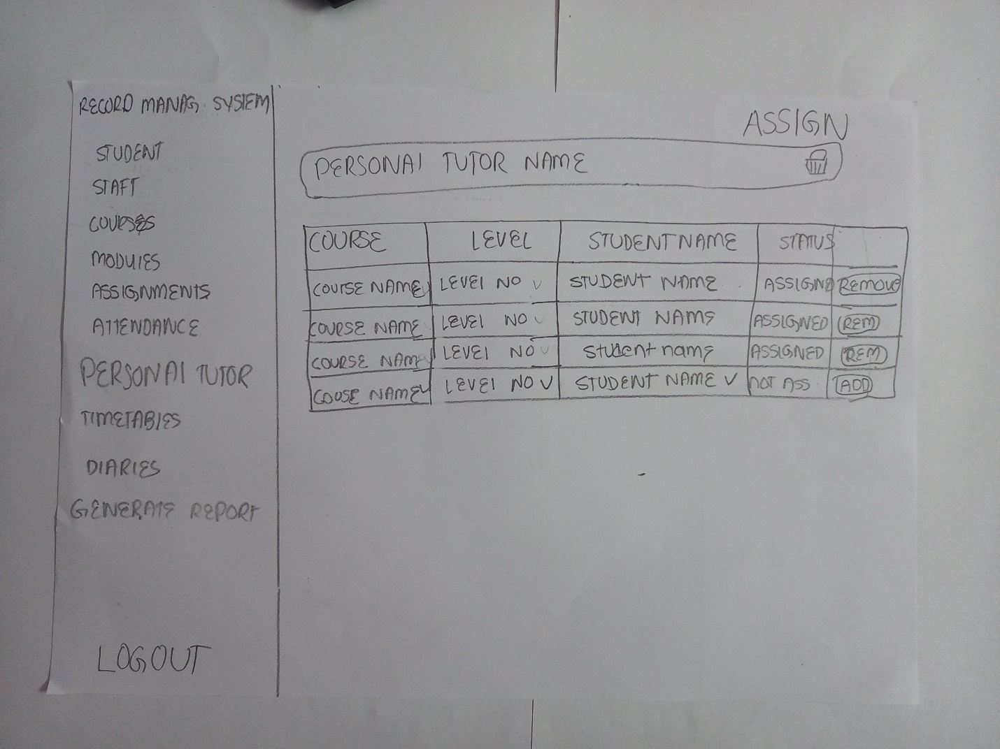 RECORD MANAG. SYSTEM
STUDENT
STAFF
COURSES
MODUlES
ASSIGNMENTS
ATTENDANCE
PERSONAl TUTOR
TIMETABlES
DIARIES
GENERATE REPORT
LOGOUT
ASSIGN
PERSONAl TUTOR NAME
COURSE LEVEL STUDENT NAME STATUS
COURSE NAME LEVEl NO STUDENT NAME ASSIGND REMOVE
COURSE NAME LEVEl NO STUDENT NAME ASSIGNED REM
COURSE NAME LEVEl NO Student name ASSIGNED REM
COUSE NAME LEVEl NO STUDENT NAME NOT ASS. ADD